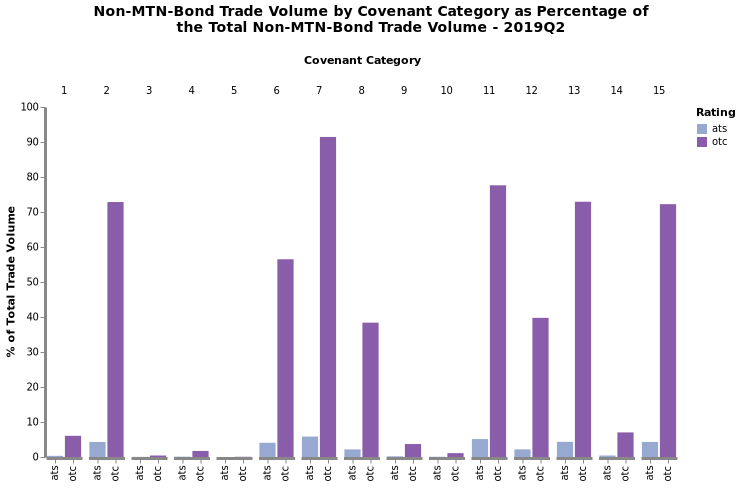 Non-MTN-Bond Trade Volume by Covenant Category as Percentage of
the Total Non-MTN-Bond Trade Volume - 2019Q2
Covenant Category
1 2 3 4 5 6 7 8 9 10 11 12 13 14 15
% of Total Trade Volume
100
90
80
70
60
50
40
30
20
10
0
ats otc ats otc ats otc ats otc ats otc ats otc ats otc ats otc ats otc ats otc ats otc ats otc ats otc ats otc ats otc
Rating
ats
otc